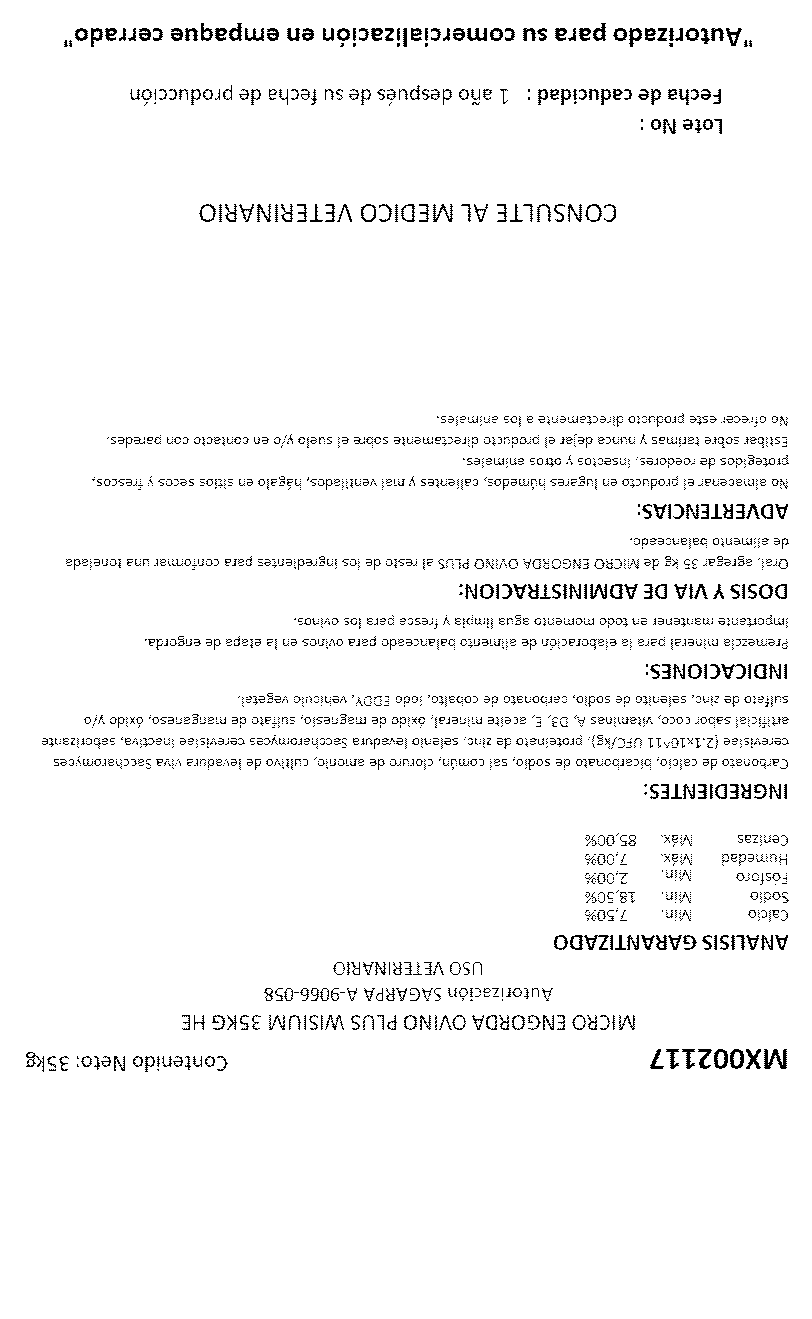 MX002117 Contenido Neto: 35kg
MICRO ENGORDA OVINO PLUS WISIUM 35KG HE
Autorización SAGARPA A-9066-058
USO VETERINARIO
ANALISIS GARANTIZADO
Calcio Min. 7,50%
Sodio Min. 18,50%
Fósforo Min. 2,00%
Humedad Máx. 7,00%
Cenizas Máx. 85,00%
INGREDIENTES:
Carbonato de calcio, bicarbonato de sodio, sal común, cloruro de amonio, cultivo de levadura viva Saccharomyces
cerevisiae (2.1x10^11 UFC/kg), proteinato de zinc, selenio levadura Saccharomyces cerevisiae inactiva, saborizante
artificial sabor coco, vitaminas A, D3, E, aceite mineral, óxido de magnesio, sulfato de manganeso, óxido y/o
sulfato de zinc, selenito de sodio, carbonato de cobalto, iodo EDDY, vehículo vegetal.
INDICACIONES:
Premezcla mineral para la elaboración de alimento balanceado para ovinos en la etapa de engorda.
Importante mantener en todo momento agua limpia y fresca para los ovinos.
DOSIS Y VIA DE ADMINISTRACION:
Oral, agregar 35 kg de MICRO ENGORDA OVINO PLUS al resto de los ingredientes para conformar una tonelada
de alimento balanceado.
ADVERTENCIAS:
No almacenar el producto en lugares húmedos, calientes y mal ventilados, hágalo en sitios secos y frescos,
protegidos de roedores, insectos y otros animales.
Estibar sobre tarimas y nunca dejar el producto directamente sobre el suelo y/o en contacto con paredes.
No ofrecer este producto directamente a los animales.
CONSULTE AL MEDICO VETERINARIO
Lote No :
Fecha de caducidad : 1 año después de su fecha de producción
"Autorizado para su comercialización en empaque cerrado"